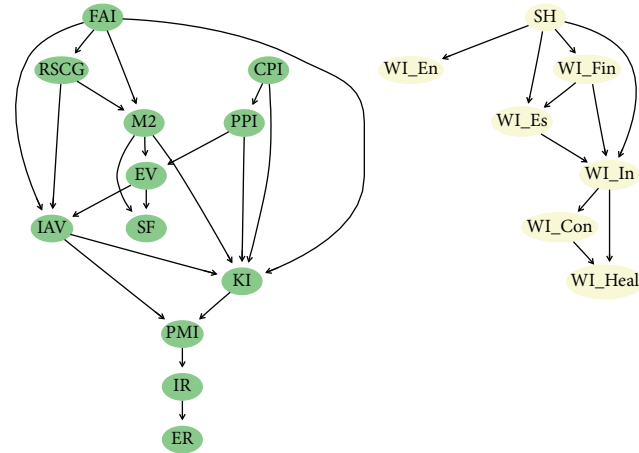 FAI
SH
RSCG
CPI
WI_En
WI_Fin
M2
PPI
WI_Es
EV
WI_In
IAV
SF
WI_Con
KI
WI_Heal
PMI
IR
ER